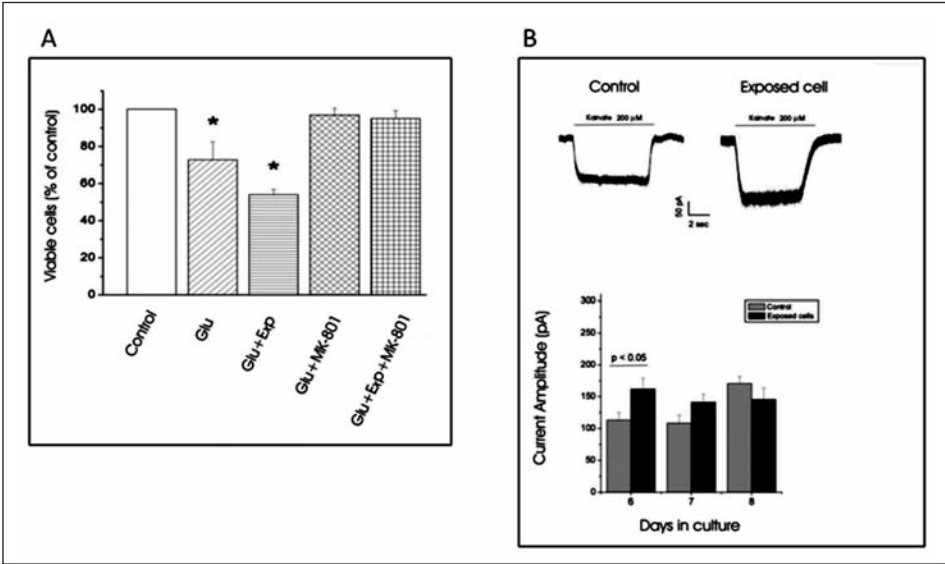 A
Viable cells (% of control)
100
80
60
40
20
0
*
*
Control
Glu
Glu+Exp
Glu+MK-801
Glu+Exp+MK-801
B
Control
Exposed cell
Kainate 200 µM
Kainate 200 µM
50 pA
2 sec
Current Amplitude (pA)
300
250
200
150
100
50
0
Control
Exposed cells
p < 0.05
6
7
8
Days in culture